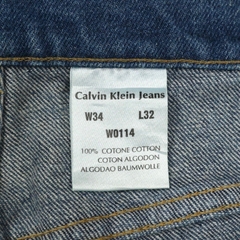 Calvin Klein Jeans
W34 L32
W0114
100% COTONE COTTON
COTON ALGODON
ALGODAO BAUMWOLLE